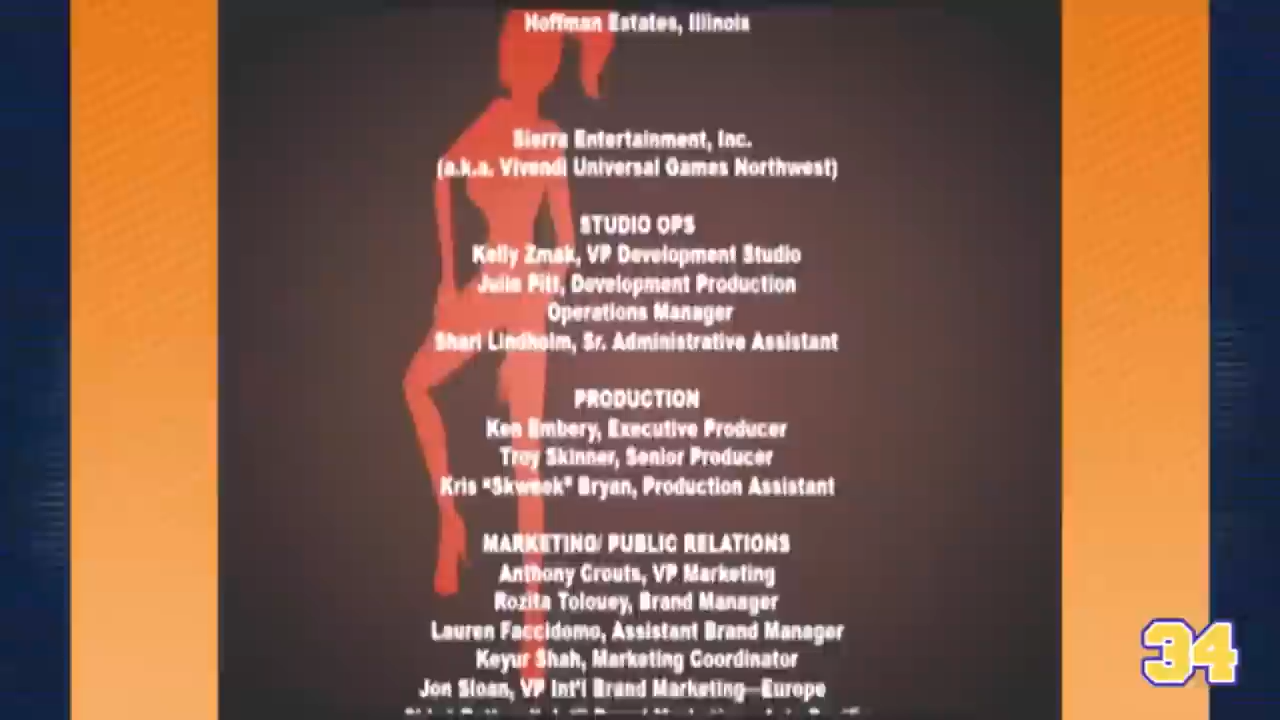 Hoffman Estates, Illinois
Sierra Entertainment, Inc.
(a.k.a. Vivendi Universal Games Northwest)
STUDIO OPS
Kelly Zmak, VP Development Studio
Julie Pitt, Development Production
Operations Manager
Shari Lindholm, Sr. Administrative Assistant
PRODUCTION
Ken Embery, Executive Producer
Troy Skinner, Senior Producer
Kris "Skweek" Bryan, Production Assistant
MARKETING/ PUBLIC RELATIONS
Anthony Crouts, VP Marketing
Rozita Tolouey, Brand Manager
Lauren Faccidomo, Assistant Brand Manager
Keyur Shah, Marketing Coordinator
Jon Sloan, VP Int'l Brand Marketing—Europe
34